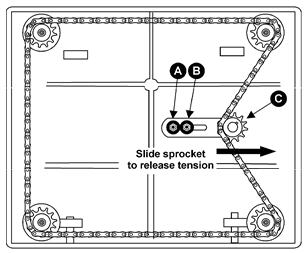 A B
C
Slide sprocket
to release tension